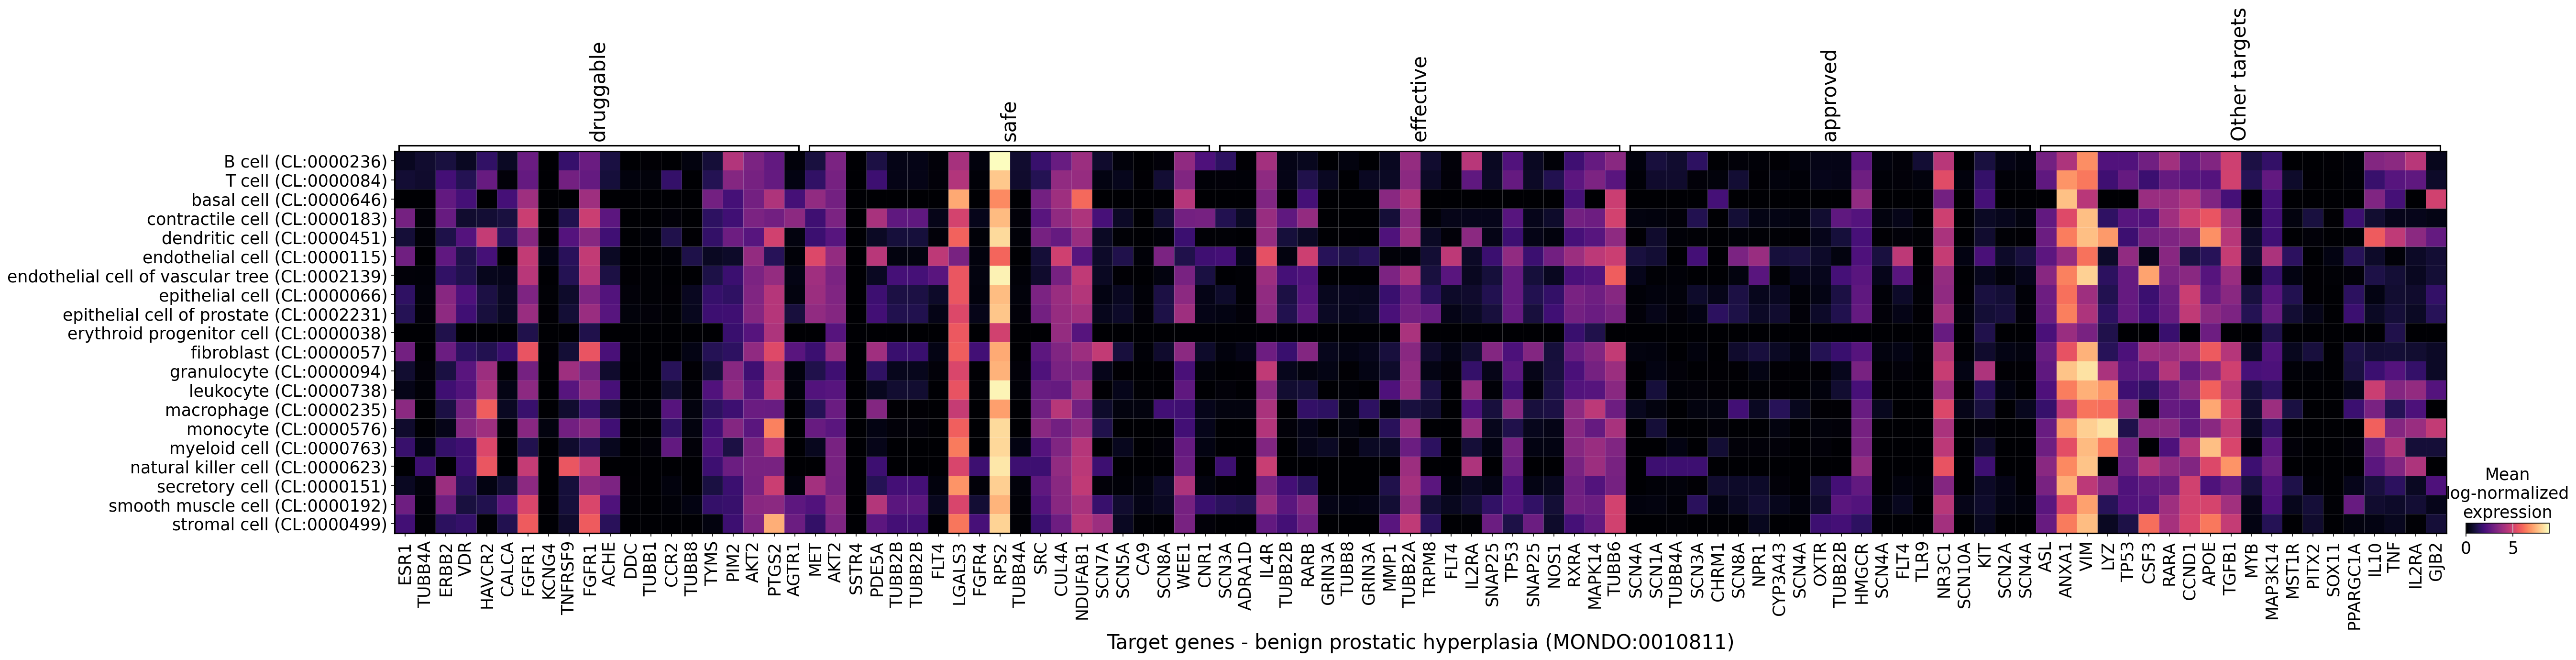 druggable
safe
effective
approved
Other targets
B cell (CL:0000236)
T cell (CL:0000084)
basal cell (CL:0000646)
contractile cell (CL:0000183)
dendritic cell (CL:0000451)
endothelial cell (CL:0000115)
endothelial cell of vascular tree (CL:0002139)
epithelial cell (CL:0000066)
epithelial cell of prostate (CL:0002231)
erythroid progenitor cell (CL:0000038)
fibroblast (CL:0000057)
granulocyte (CL:0000094)
leukocyte (CL:0000738)
macrophage (CL:0000235)
monocyte (CL:0000576)
myeloid cell (CL:0000763)
natural killer cell (CL:0000623)
secretory cell (CL:0000151)
smooth muscle cell (CL:0000192)
stromal cell (CL:0000499)
Mean
log-normalized
expression
0 5
ESR1
TUBB4A
ERBB2
VDR
HAVCR2
CALCA
FGFR1
KCNG4
TNFRSF9
FGFR1
ACHE
DDC
TUBB1
CCR2
TUBB8
TYMS
PIM2
AKT2
PTGS2
AGTR1
MET
AKT2
SSTR4
PDE5A
TUBB2B
TUBB2B
FLT4
LGALS3
FGFR4
RPS2
TUBB4A
SRC
CUL4A
NDUFAB1
SCN7A
SCN5A
CA9
SCN8A
WEE1
CNR1
SCN3A
ADRA1D
IL4R
TUBB2B
RARB
GRIN3A
TUBB8
GRIN3A
MMP1
TUBB2A
TRPM8
FLT4
IL2RA
SNAP25
TP53
SNAP25
NOS1
RXRA
MAPK14
TUBB6
SCN4A
SCN1A
TUBB4A
SCN3A
CHRM1
SCN8A
NPR1
CYP3A43
SCN4A
OXTR
TUBB2B
HMGCR
SCN4A
TLR9
NR3C1
SCN10A
KIT
SCN2A
SCN4A
ASL
ANXA1
VIM
LYZ
TP53
CSF3
RARA
CCND1
APOE
TGFB1
MYB
MAP3K14
MST1R
PITX2
SOX11
PPARGC1A
IL10
TNF
IL2RA
GJB2
Target genes - benign prostatic hyperplasia (MONDO:0010811)